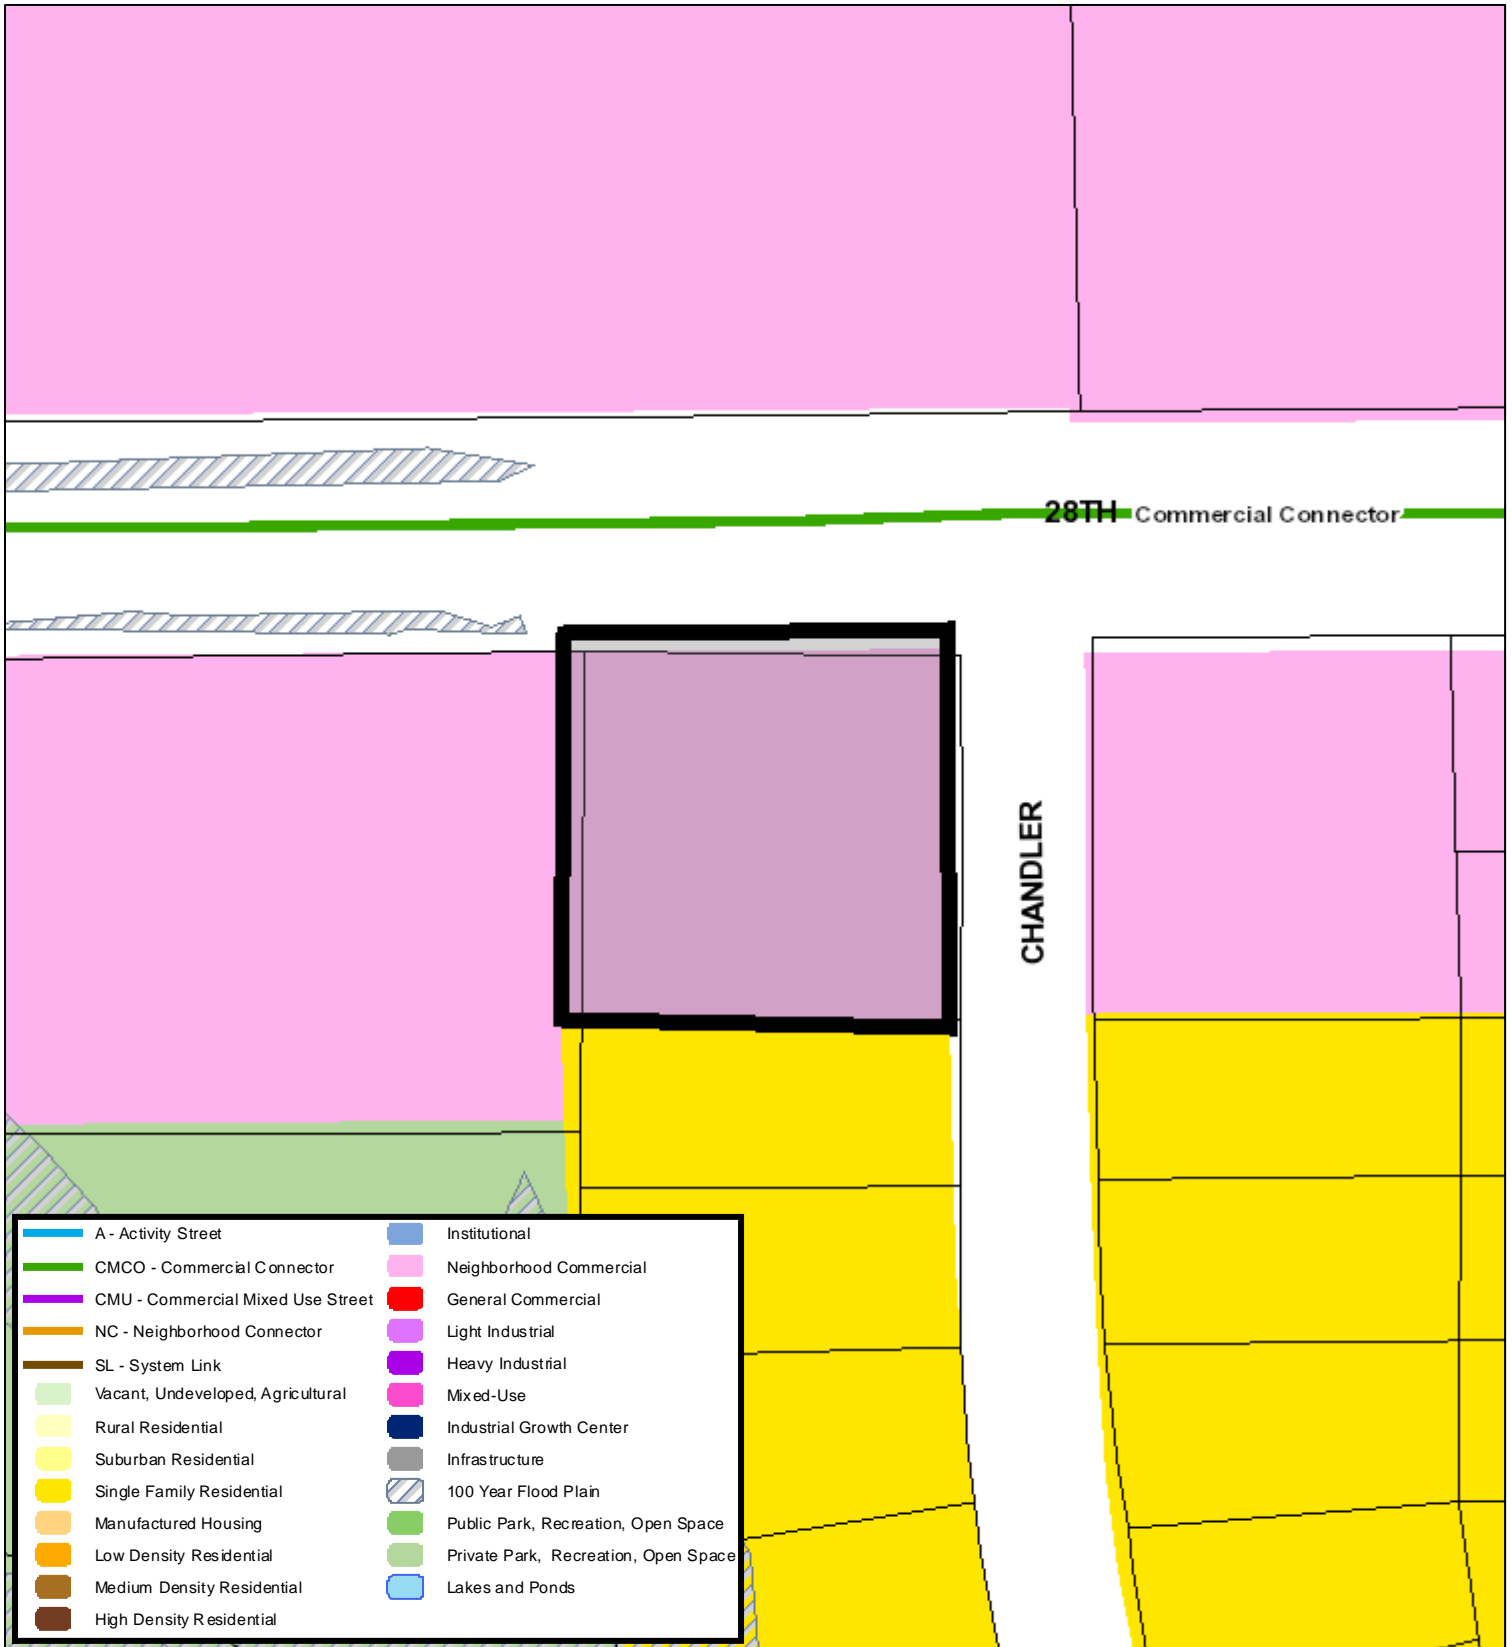 28TH Commercial Connector
CHANDLER
A - Activity Street
CMCO - Commercial Connector
CMU - Commercial Mixed Use Street
NC - Neighborhood Connector
SL - System Link
Vacant, Undeveloped, Agricultural
Rural Residential
Suburban Residential
Single Family Residential
Manufactured Housing
Low Density Residential
Medium Density Residential
High Density Residential
Institutional
Neighborhood Commercial
General Commercial
Light Industrial
Heavy Industrial
Mixed-Use
Industrial Growth Center
Infrastructure
100 Year Flood Plain
Public Park, Recreation, Open Space
Private Park, Recreation, Open Space
Lakes and Ponds